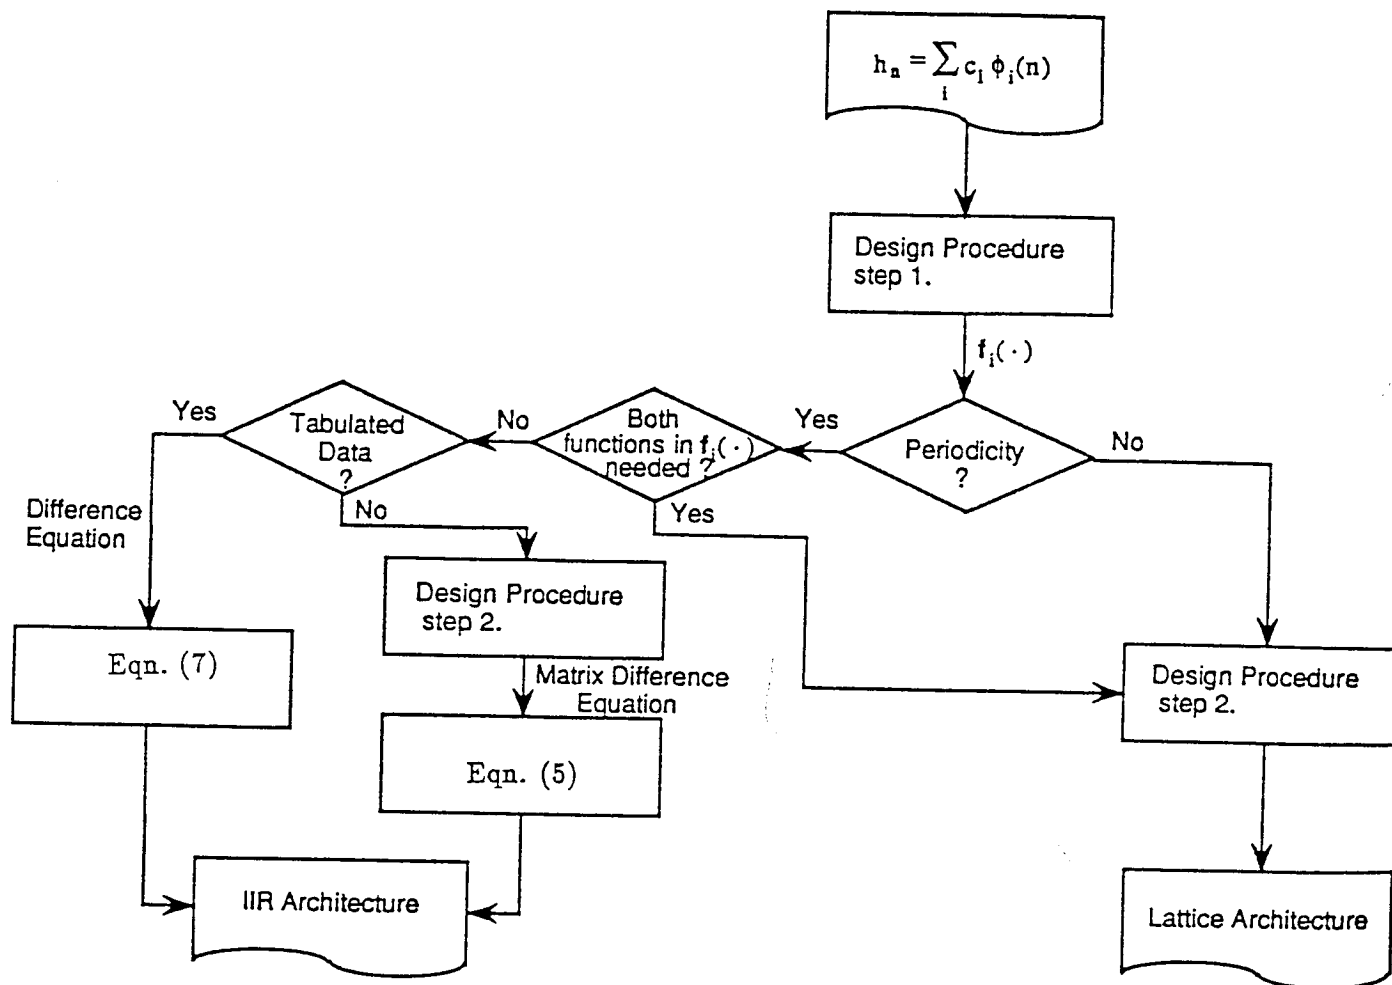 h_n = ∑_i c_i ϕ_i(n)
Design Procedure
step 1.
f_i(·)
Periodicity
?
Yes
No
Both
functions in f_i(·)
needed ?
No
Yes
Tabulated
Data
?
Yes
No
Difference
Equation
Eqn. (7)
Design Procedure
step 2.
Matrix Difference
Equation
Eqn. (5)
IIR Architecture
Design Procedure
step 2.
Lattice Architecture